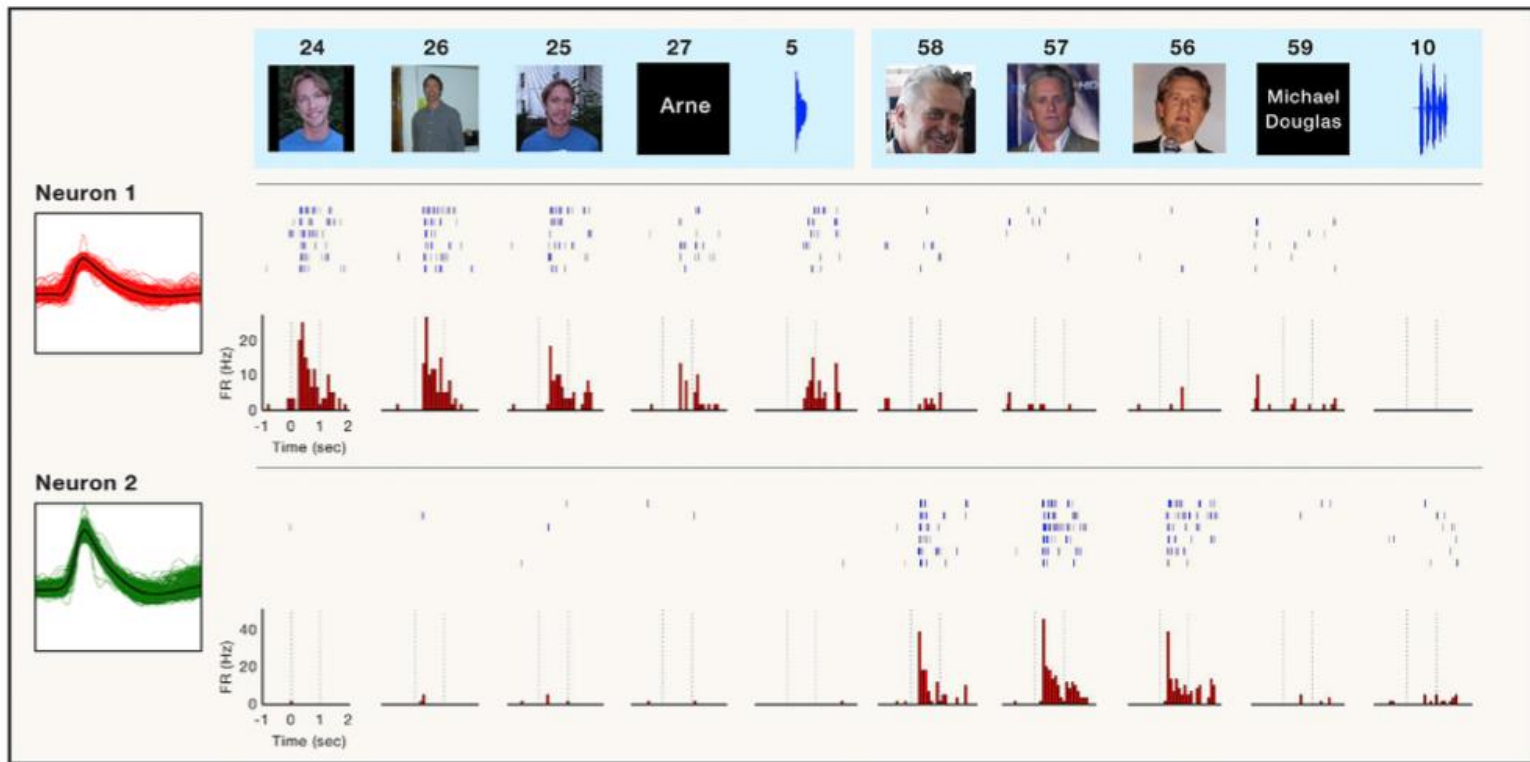 24 26 25 27 5 58 57 56 59 10
Arne
Michael
Douglas
Neuron 1
FR (Hz)
20
10
0
-1 0 1 2
Time (sec)
Neuron 2
FR (Hz)
40
20
0
-1 0 1 2
Time (sec)